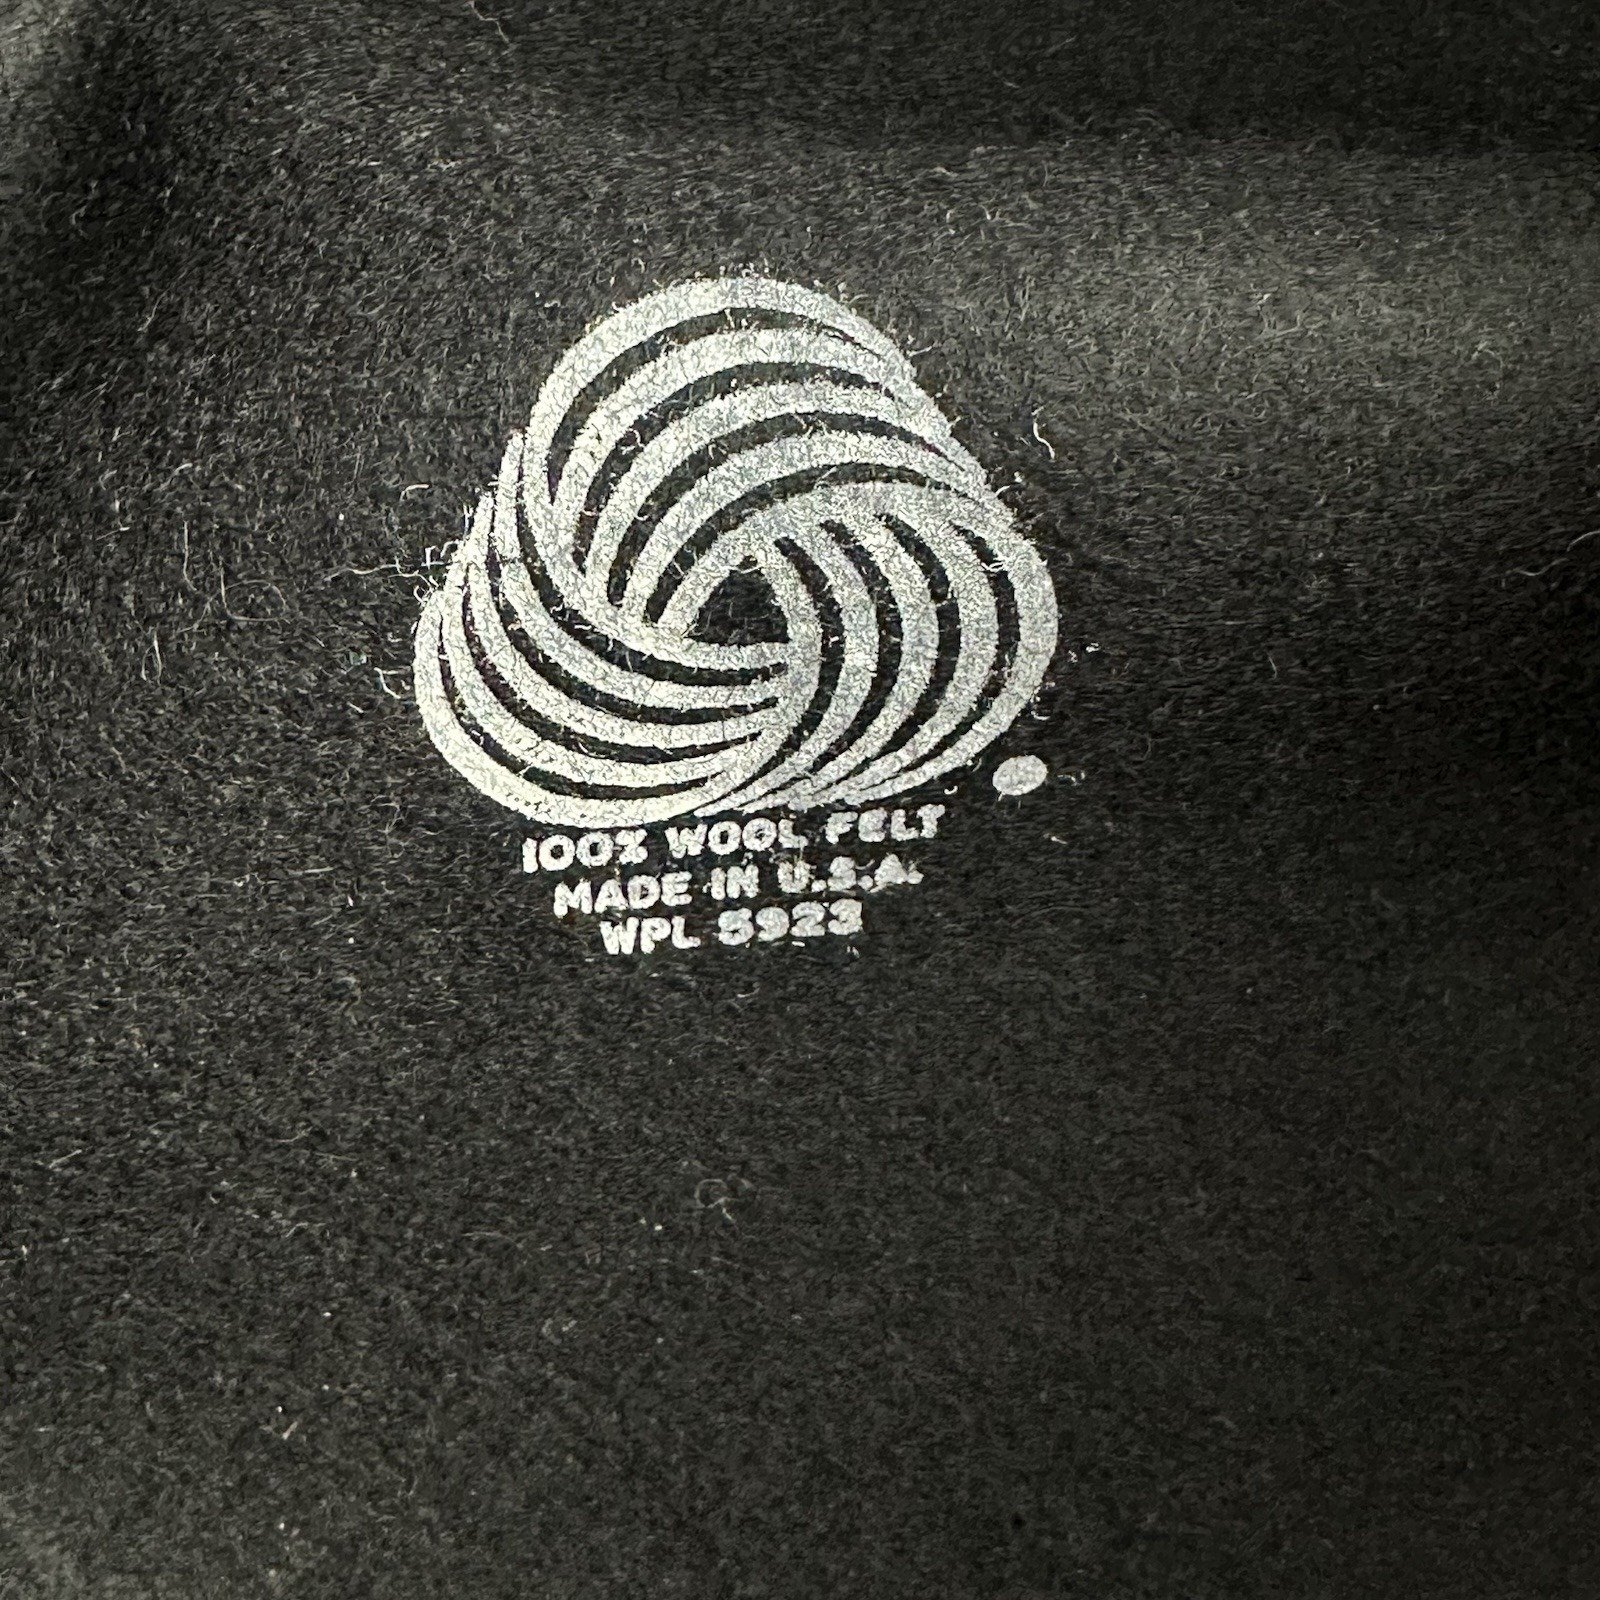 100% WOOL FELT
MADE IN U.S.A.
WPL 5923